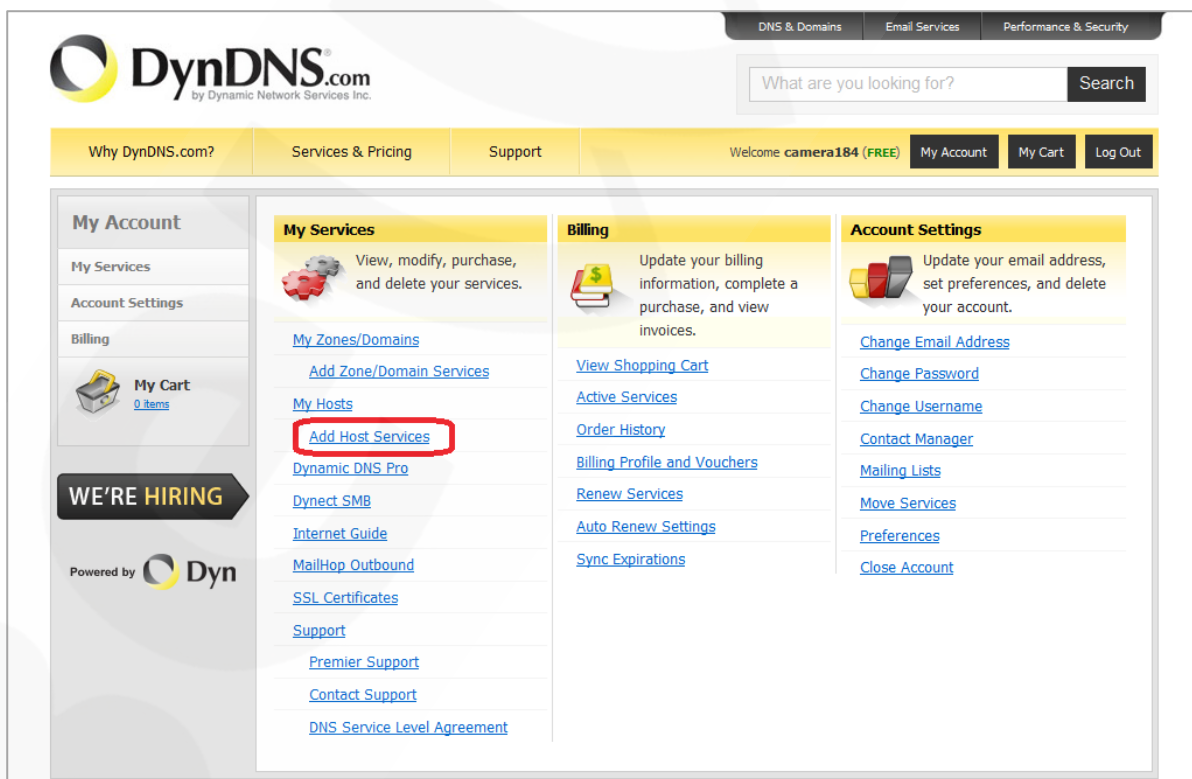 DNS & Domains
Email Services
Performance & Security
DynDNS.com
by Dynamic Network Services Inc.
What are you looking for?
Search
Why DynDNS.com?
Services & Pricing
Support
Welcome camera184 (FREE)
My Account
My Cart
Log Out
My Account
My Services
Account Settings
Billing
My Cart
0 items
WE'RE HIRING
Powered by Dyn
My Services
View, modify, purchase,
and delete your services.
My Zones/Domains
Add Zone/Domain Services
My Hosts
Add Host Services
Dynamic DNS Pro
Dynect SMB
Internet Guide
MailHop Outbound
SSL Certificates
Support
Premier Support
Contact Support
DNS Service Level Agreement
Billing
$
Update your billing
information, complete a
purchase, and view
invoices.
View Shopping Cart
Active Services
Order History
Billing Profile and Vouchers
Renew Services
Auto Renew Settings
Sync Expirations
Account Settings
Update your email address,
set preferences, and delete
your account.
Change Email Address
Change Password
Change Username
Contact Manager
Mailing Lists
Move Services
Preferences
Close Account